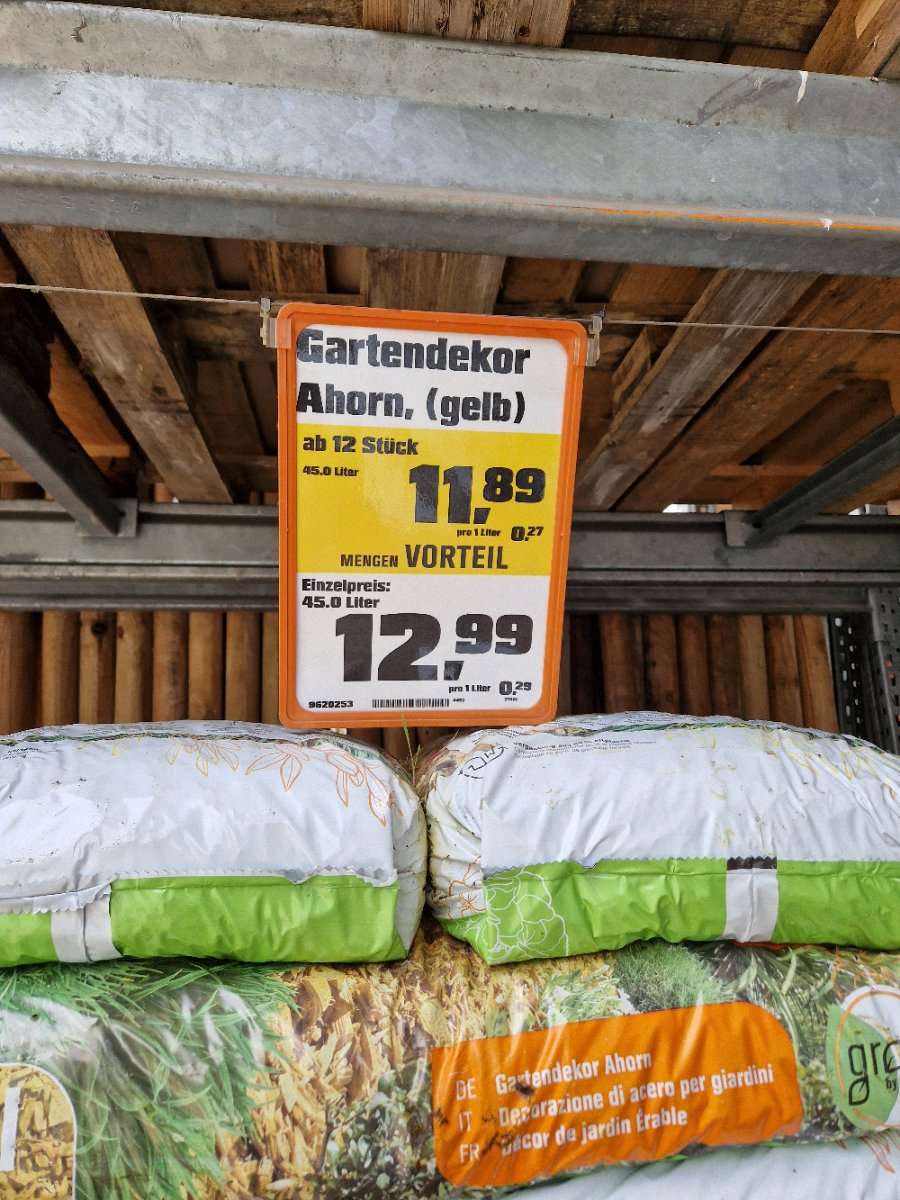 Gartendekor
Ahorn, (gelb)
ab 12 Stück
45.0 Liter
11,89
pro 1 Liter 0.27
MENGEN VORTEIL
Einzelpreis:
45.0 Liter
12,99
pro 1 Liter 0.29
9620253
DE Gartendekor Ahorn
IT Decorazione di acero per giardini
FR Décor de jardin Érable
by